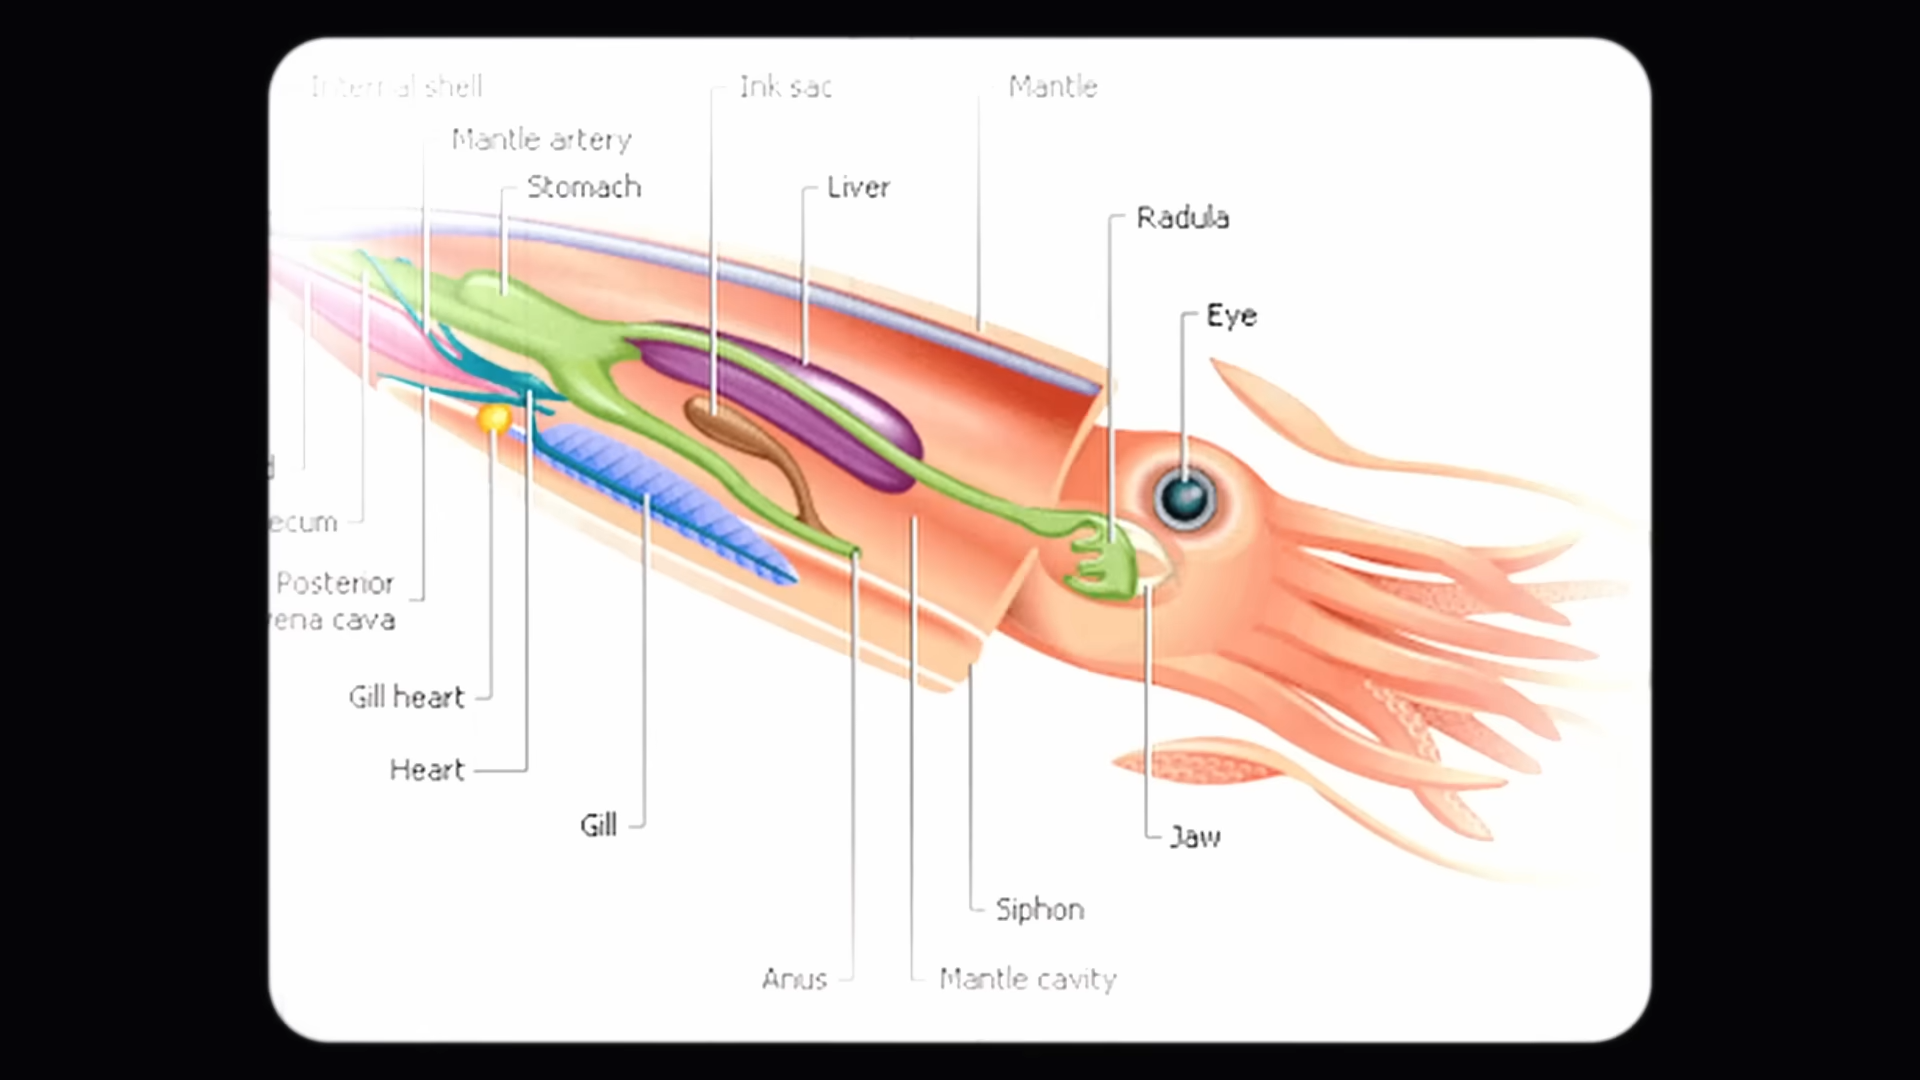 Internal shell
Ink sac
Mantle
Mantle artery
Stomach
Liver
Radula
Eye
d
ecum
Posterior
ena cava
Gill heart
Heart
Gill
Jaw
Siphon
Anus
Mantle cavity